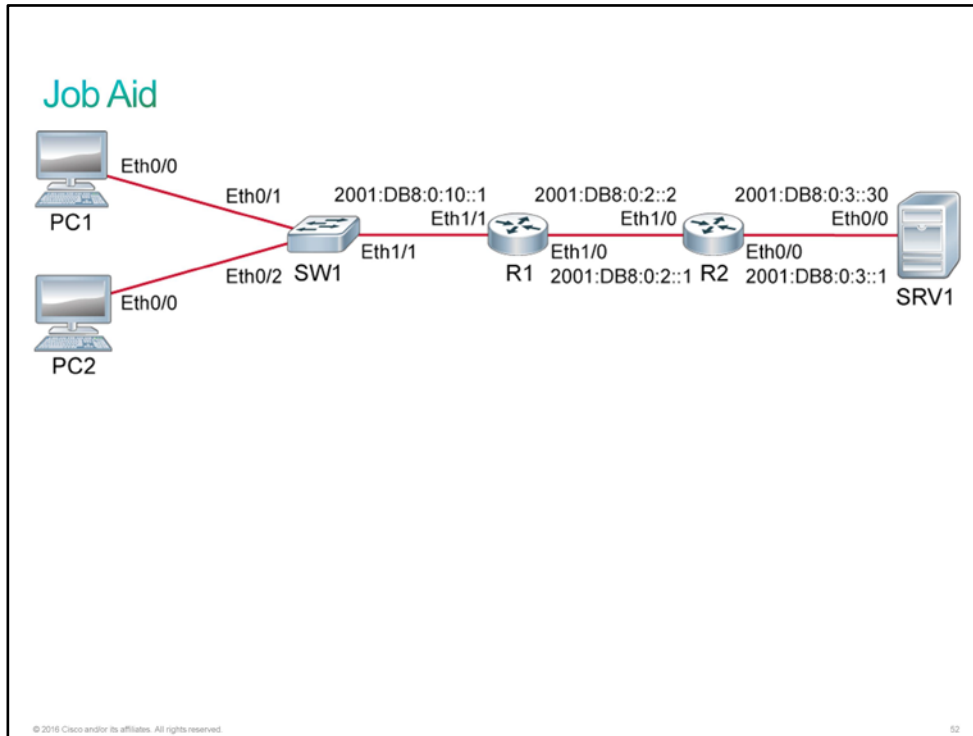 Job Aid
Eth0/0
PC1
Eth0/1
2001:DB8:0:10::1
2001:DB8:0:2::2
2001:DB8:0:3::30
Eth1/1
Eth1/0
Eth0/0
SW1
Eth1/1
R1
Eth1/0
R2
Eth0/0
Eth0/2
2001:DB8:0:2::1
2001:DB8:0:3::1
SRV1
Eth0/0
PC2
© 2016 Cisco and/or its affiliates. All rights reserved.
52